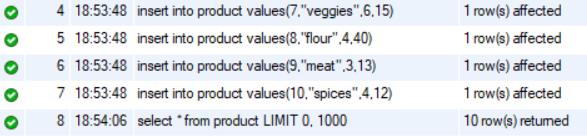 4 18:53:48 insert into product values(7,"veggies",6,15) 1 row(s) affected
5 18:53:48 insert into product values(8,"flour",4,40) 1 row(s) affected
6 18:53:48 insert into product values(9,"meat",3,13) 1 row(s) affected
7 18:53:48 insert into product values(10,"spices",4,12) 1 row(s) affected
8 18:54:06 select * from product LIMIT 0, 1000 10 row(s) returned